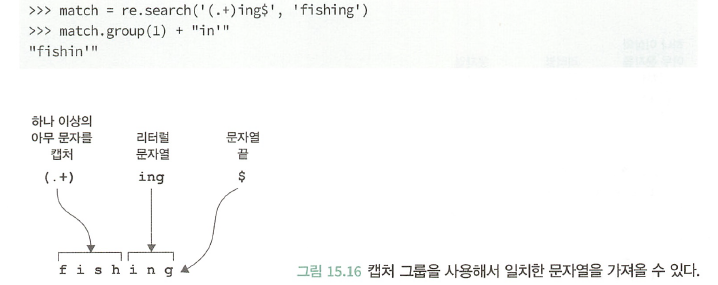 >>> match = re.search('(.+)ing$', 'fishing')
>>> match.group(1) + "in'"
"fishin'"
하나 이상의
아무 문자를
캡처
(.+)
리터럴
문자열
ing
문자열
끝
$
f i s h i n g
그림 15.16 캡처 그룹을 사용해서 일치한 문자열을 가져올 수 있다.